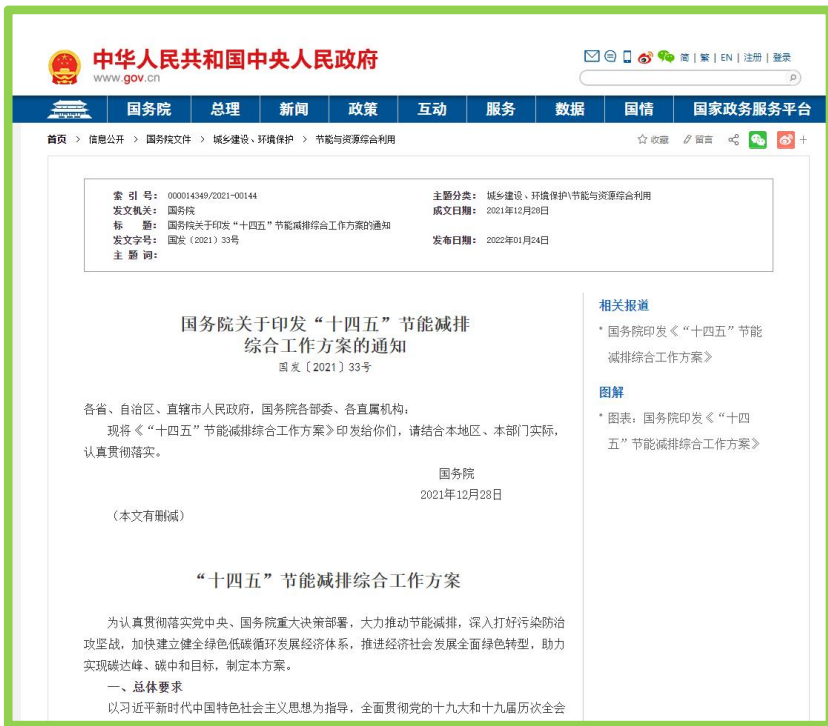 中华人民共和国中央人民政府
www.gov.cn
简 | 繁 | EN | 注册 | 登录
国务院 总理 新闻 政策 互动 服务 数据 国情 国家政务服务平台
首页 > 信息公开 > 国务院文件 > 城乡建设、环境保护 > 节能与资源综合利用
收藏 留言
索 引 号: 000014349/2021-00144 主题分类: 城乡建设、环境保护\节能与资源综合利用
发文机关: 国务院 成文日期: 2021年12月28日
标 题: 国务院关于印发“十四五”节能减排综合工作方案的通知
发文字号: 国发〔2021〕33号 发布日期: 2022年01月24日
主 题 词:
国务院关于印发“十四五”节能减排
综合工作方案的通知
国发〔2021〕33号
各省、自治区、直辖市人民政府，国务院各部委、各直属机构：
现将《“十四五”节能减排综合工作方案》印发给你们，请结合本地区、本部门实际，
认真贯彻落实。
国务院
2021年12月28日
（本文有删减）
“十四五”节能减排综合工作方案
为认真贯彻落实党中央、国务院重大决策部署，大力推动节能减排，深入打好污染防治
攻坚战，加快建立健全绿色低碳循环发展经济体系，推进经济社会发展全面绿色转型，助力
实现碳达峰、碳中和目标，制定本方案。
一、总体要求
以习近平新时代中国特色社会主义思想为指导，全面贯彻党的十九大和十九届历次全会
相关报道
国务院印发《“十四五”节能
减排综合工作方案》
图解
图表：国务院印发《“十四
五”节能减排综合工作方案》